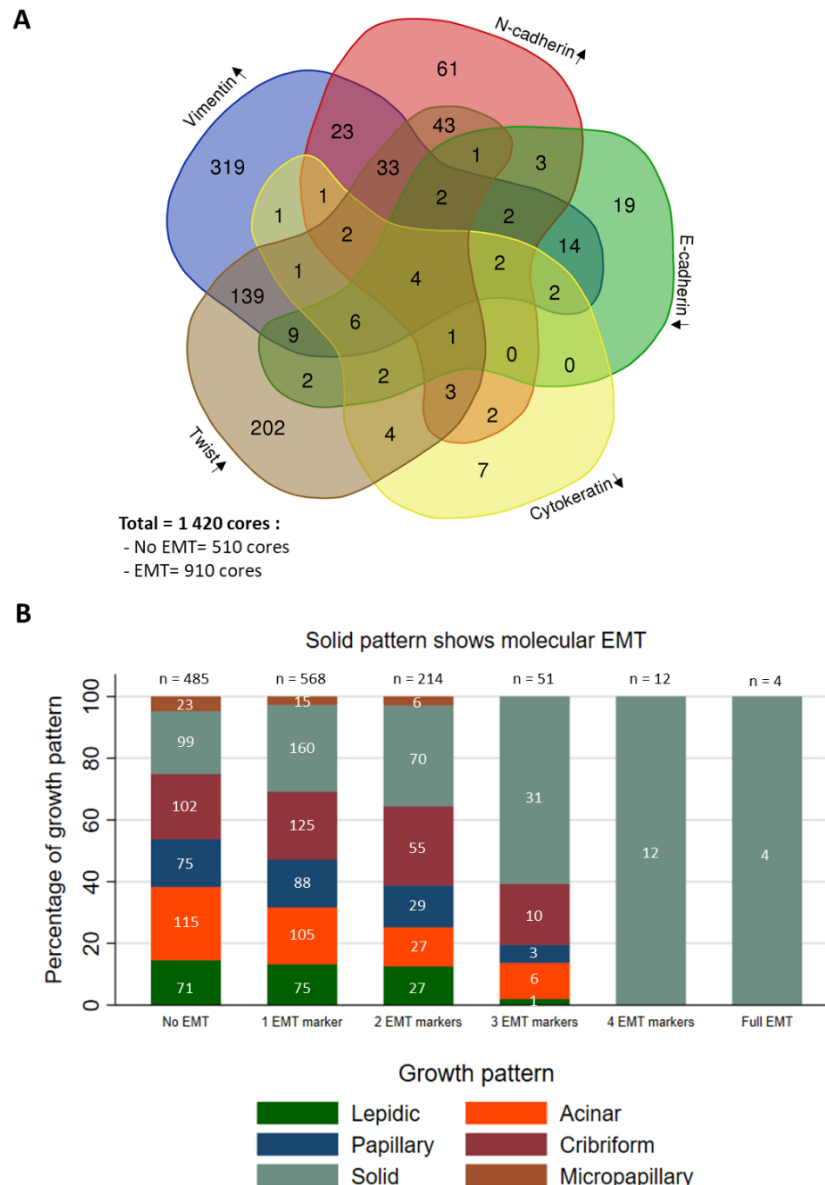 A
N-cadherin↑
Vimentin↑
61
23
43
319
33
1
3
19
1
1
2
2
2
14
1
4
2
2
E-cadherin↓
139
9
6
1
0
0
2
2
3
2
202
4
7
Twist↑
Cytokeratin↓
Total = 1 420 cores :
- No EMT= 510 cores
- EMT= 910 cores
B
Solid pattern shows molecular EMT
n = 485 n = 568 n = 214 n = 51 n = 12 n = 4
Percentage of growth pattern
100
80
60
40
20
0
23 15 6
99 160 70 31 12 4
102 125 55 10
75 88 29 3
115 105 27 6
71 75 27 1
No EMT 1 EMT marker 2 EMT markers 3 EMT markers 4 EMT markers Full EMT
Growth pattern
Lepidic Acinar
Papillary Cribriform
Solid Micropapillary